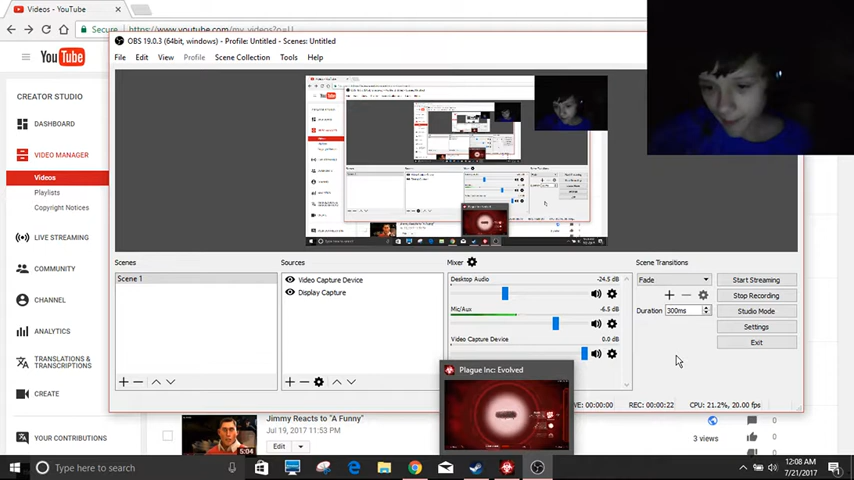 Videos - YouTube
Secure
https://www.youtube.com/my_videos?o=U
OBS 19.0.3 (64bit, windows) - Profile: Untitled - Scenes: Untitled
File Edit View Profile Scene Collection Tools Help
YouTube
CREATOR STUDIO
DASHBOARD
VIDEO MANAGER
Videos
Playlists
Copyright Notices
LIVE STREAMING
COMMUNITY
CHANNEL
ANALYTICS
TRANSLATIONS &
TRANSCRIPTIONS
CREATE
YOUR CONTRIBUTIONS
Scenes
Scene 1
Sources
Video Capture Device
Display Capture
Mixer
Desktop Audio -24.5 dB
Mic/Aux -6.5 dB
Video Capture Device 0.0 dB
Scene Transitions
Fade
Duration 300ms
Start Streaming
Stop Recording
Studio Mode
Settings
Exit
Plague Inc: Evolved
VE: 00:00:00 REC: 00:00:22 CPU: 21.2%, 20.00 fps
Jimmy Reacts to "A Funny"
Jul 19, 2017 11:53 PM
5:04
Edit
3 views
0
0
0
Type here to search
12:08 AM
7/21/2017